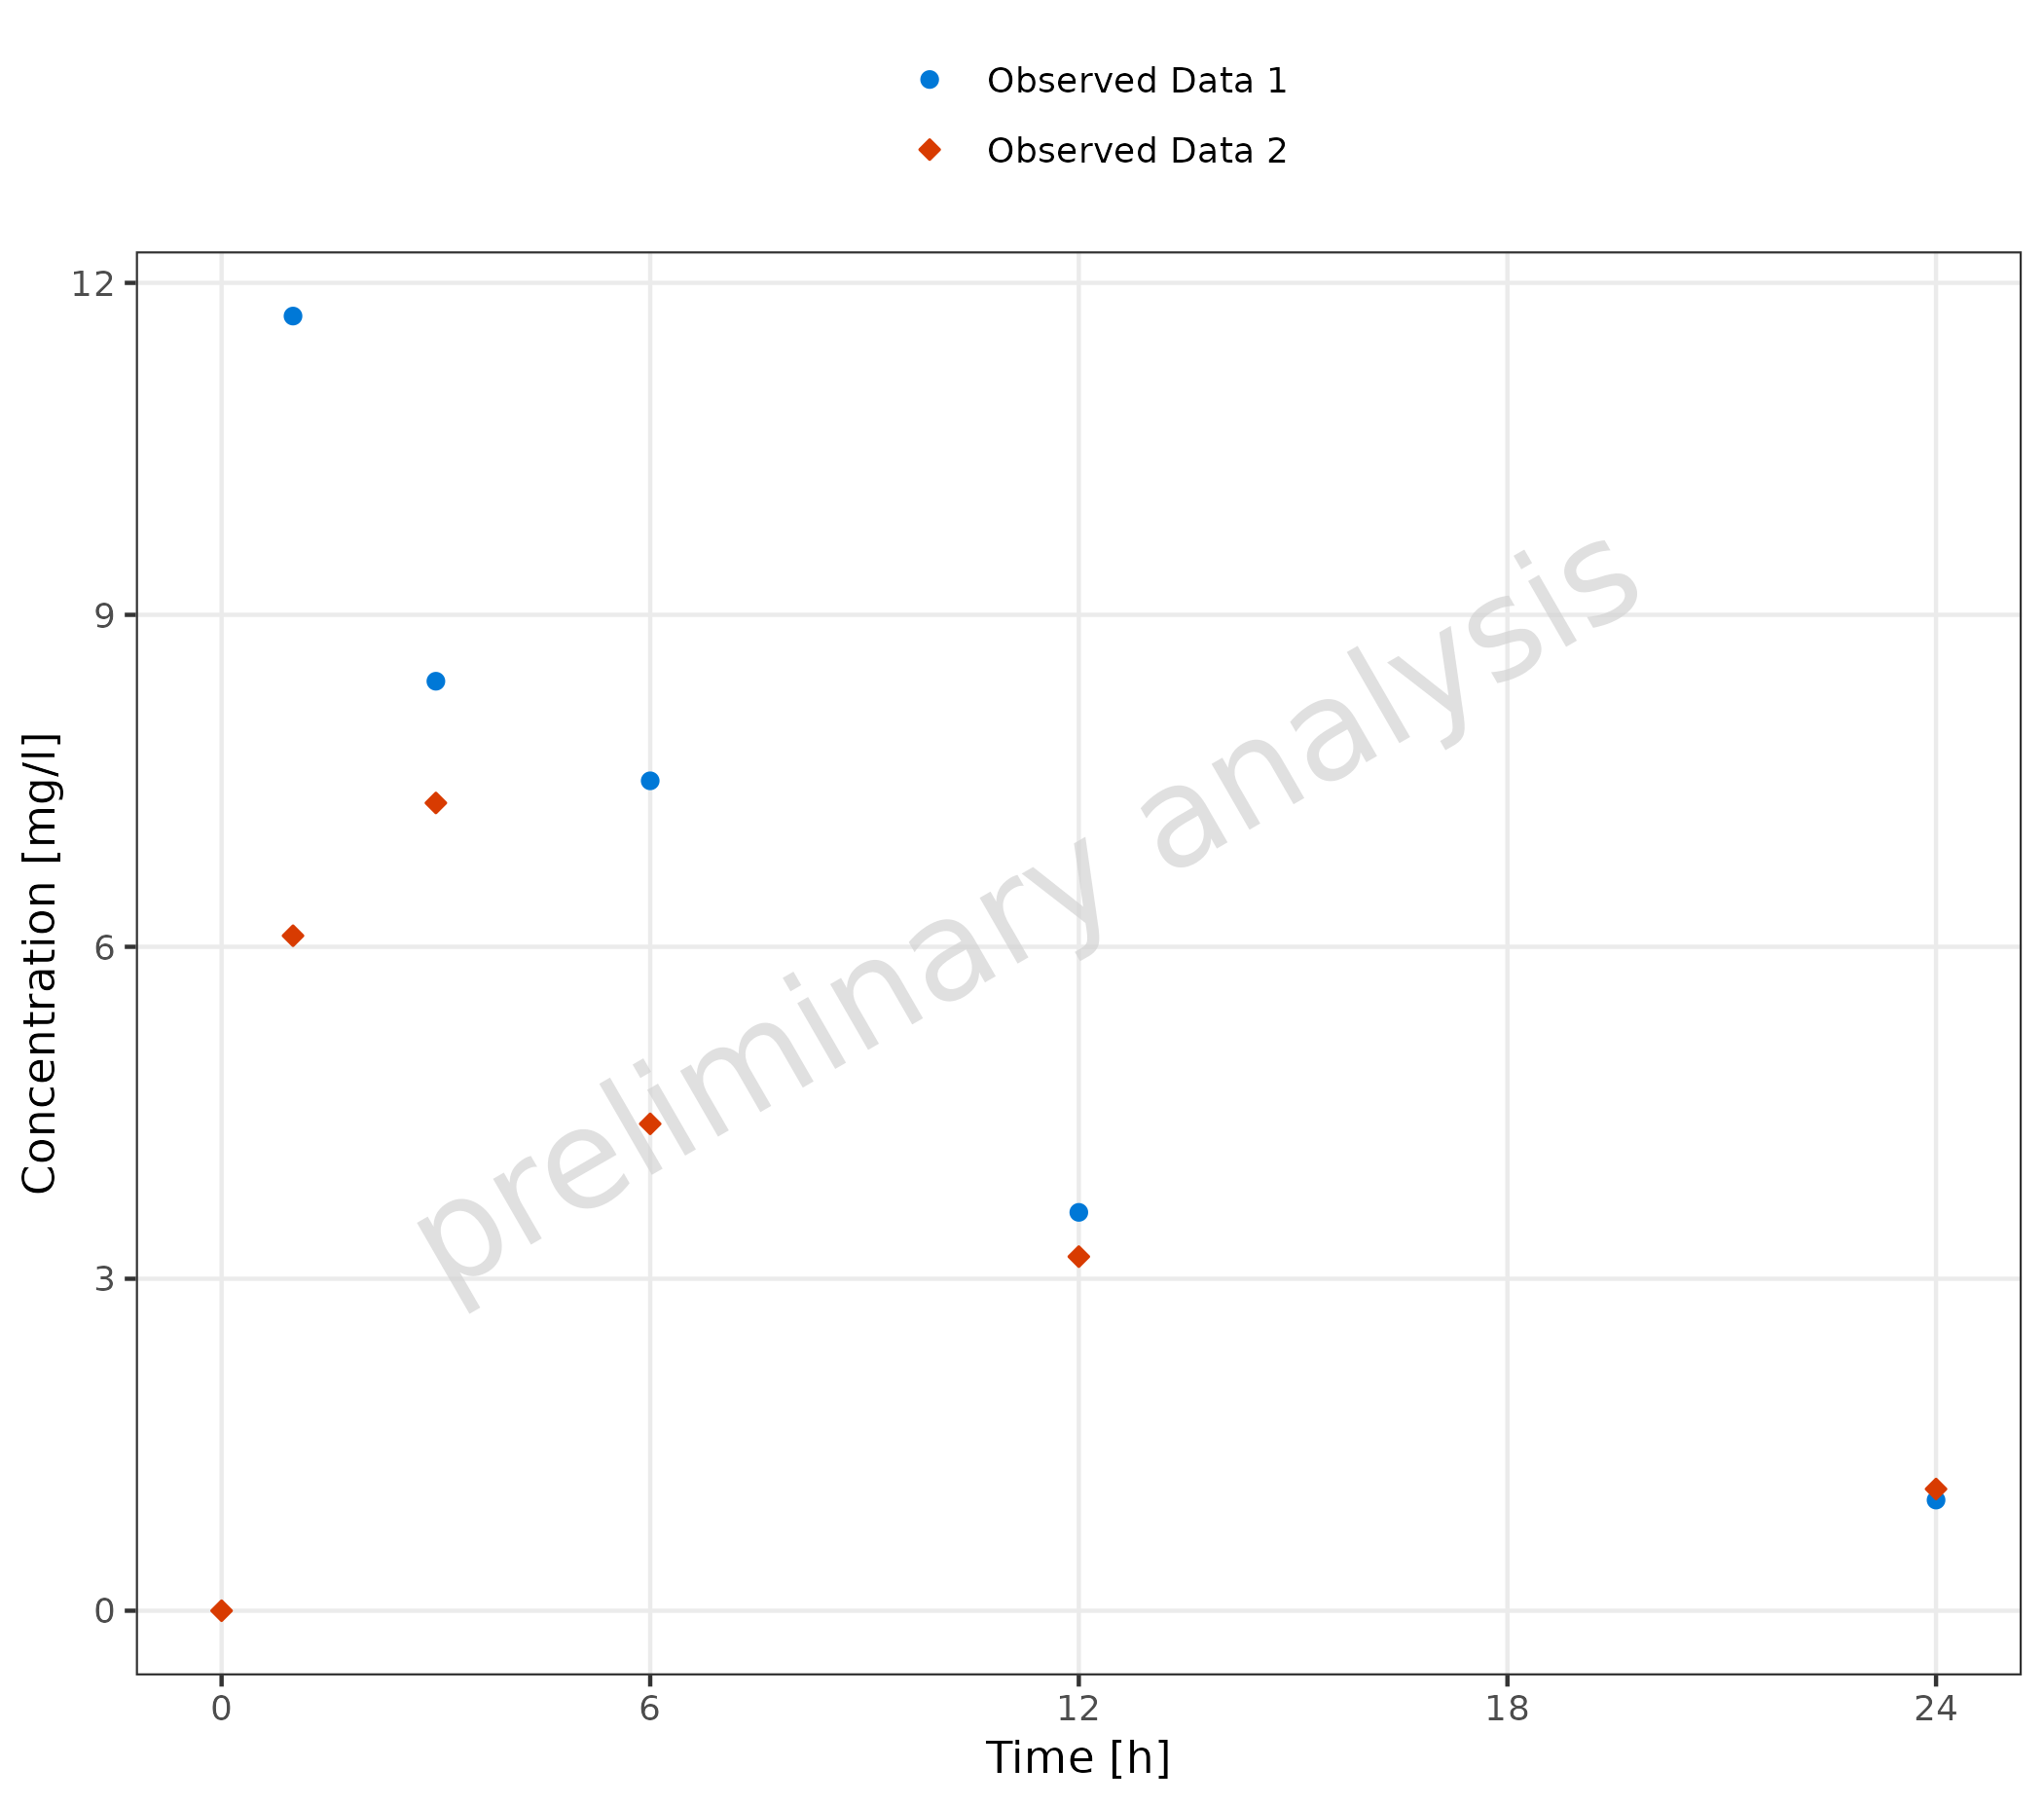 Observed Data 1
Observed Data 2
12
9
6
3
0
Concentration [mg/l]
preliminary analysis
0 6 12 18 24
Time [h]